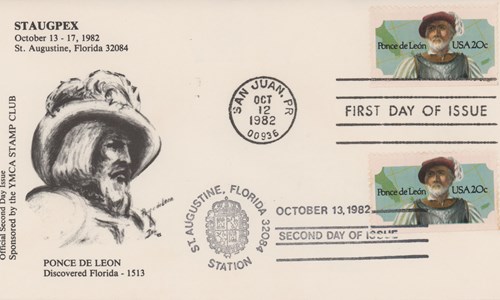 STAUGPEX
October 13 - 17, 1982
St. Augustine, Florida 32084
Official Second Day Issue
Sponsored by the YMCA STAMP CLUB
PONCE DE LEON
Discovered Florida - 1513
SAN JUAN, PR
OCT
12
1982
00936
Ponce de León USA 20c
FIRST DAY OF ISSUE
Ponce de León USA 20c
ST. AUGUSTINE, FLORIDA 32084
STATION
OCTOBER 13, 1982
SECOND DAY OF ISSUE